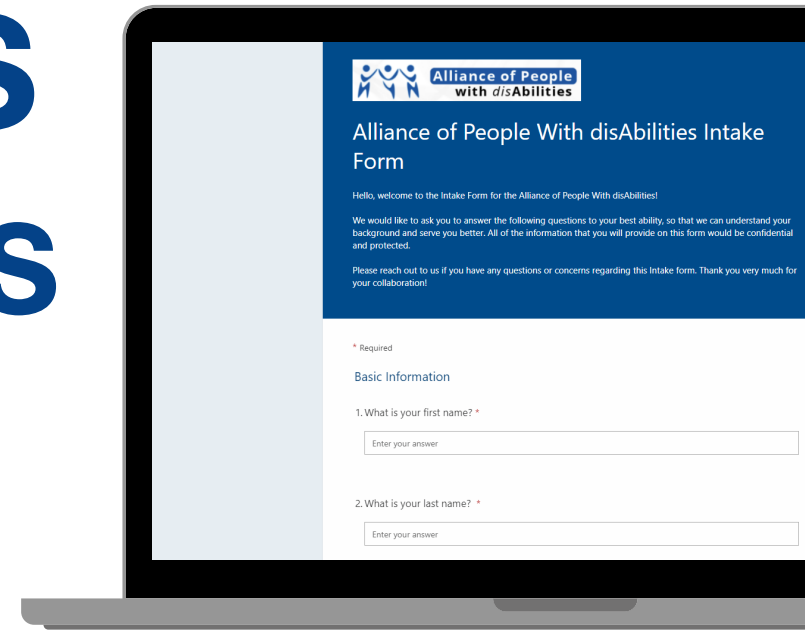 S
S
Alliance of People
with disAbilities
Alliance of People With disAbilities Intake
Form
Hello, welcome to the Intake Form for the Alliance of People With disAbilities!
We would like to ask you to answer the following questions to your best ability, so that we can understand your
background and serve you better. All of the information that you will provide on this form would be confidential
and protected.
Please reach out to us if you have any questions or concerns regarding this Intake form. Thank you very much for
your collaboration!
* Required
Basic Information
1. What is your first name? *
Enter your answer
2. What is your last name? *
Enter your answer